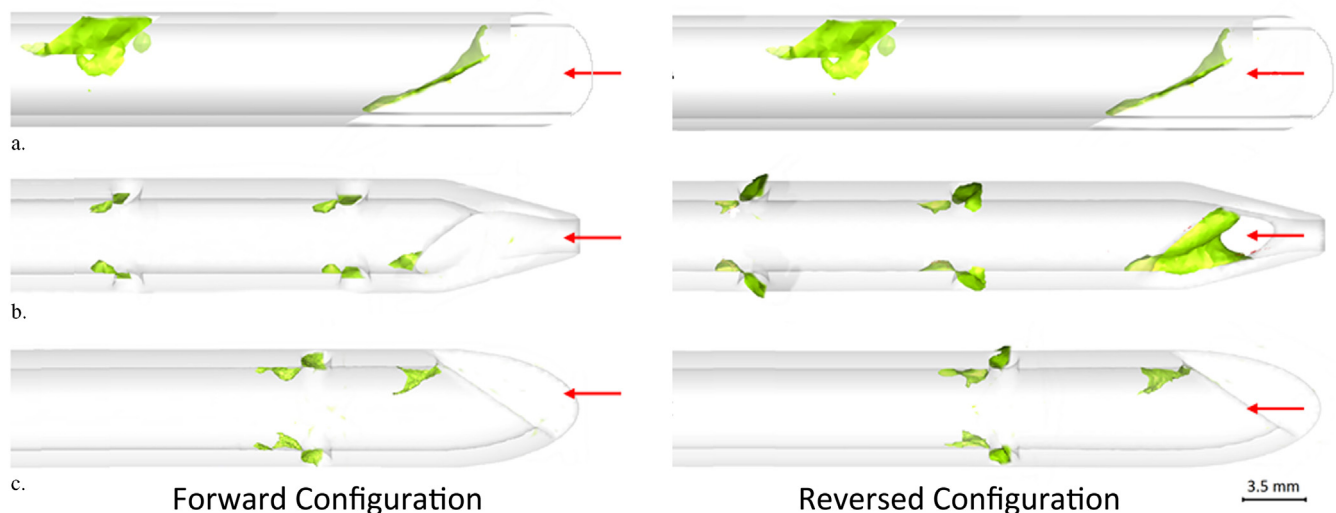 a.
b.
c.
Forward Configuration
Reversed Configuration
3.5 mm